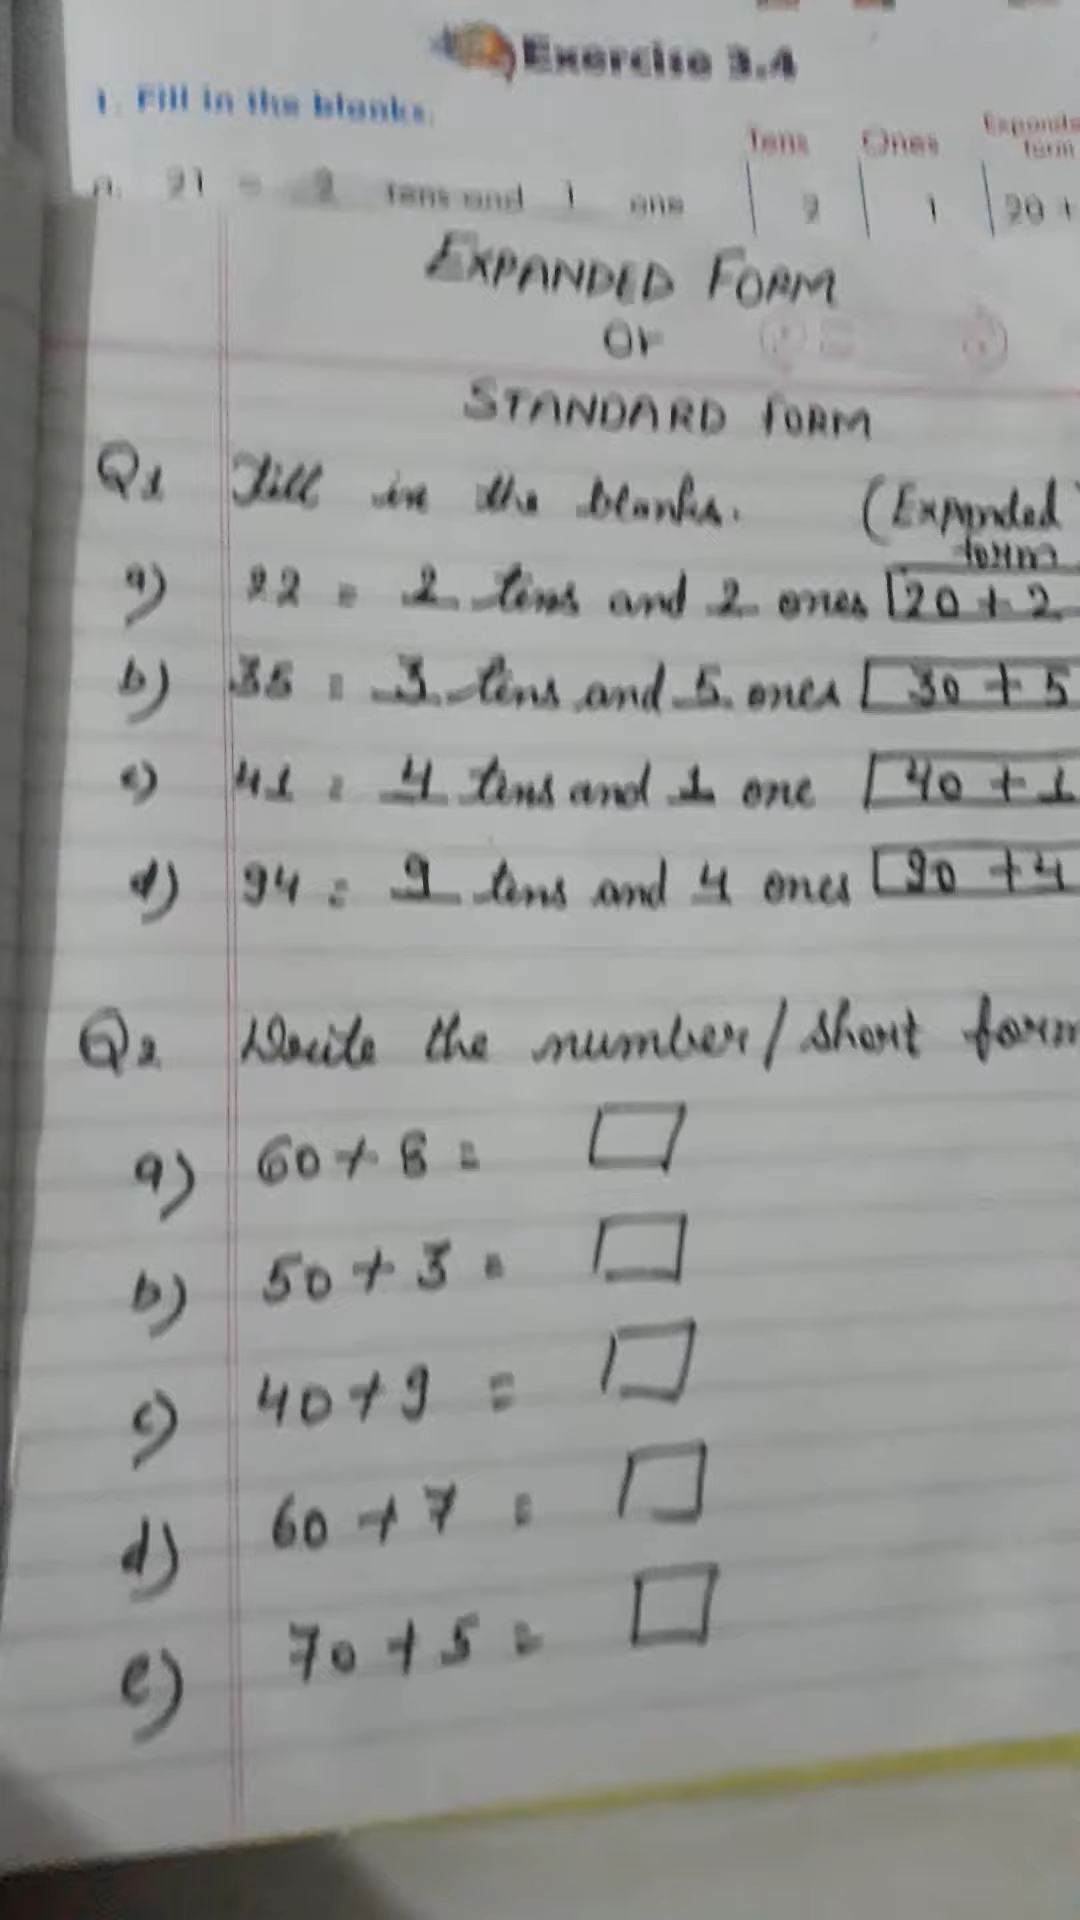 Exercise 3.4
1. Fill in the blanks.
Tens Ones Expande
form
a. 21 = 2 tens and 1 one 2 1 20 +
EXPANDED FORM
or
STANDARD FORM
Q1 Fill in the blanks. (Expanded
form
a) 22 = 2 tens and 2 ones 20 + 2
b) 35 = 3 tens and 5 ones 30 + 5
c) 41 = 4 tens and 1 one 40 + 1
d) 94 = 9 tens and 4 ones 90 + 4
Q2 Write the number/short form
a) 60 + 8 =
b) 50 + 3 =
c) 40 + 9 =
d) 60 + 7 =
e) 70 + 5 =